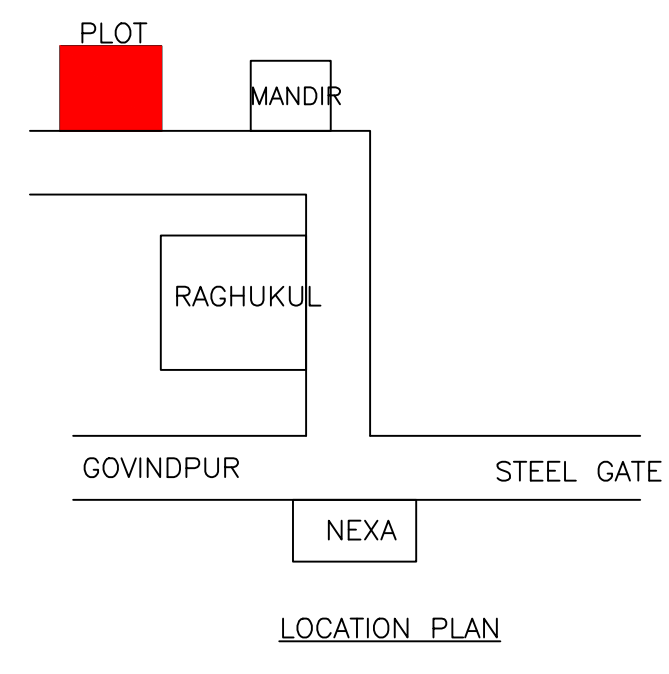 PLOT
MANDIR
RAGHUKUL
GOVINDPUR
STEEL GATE
NEXA
LOCATION PLAN